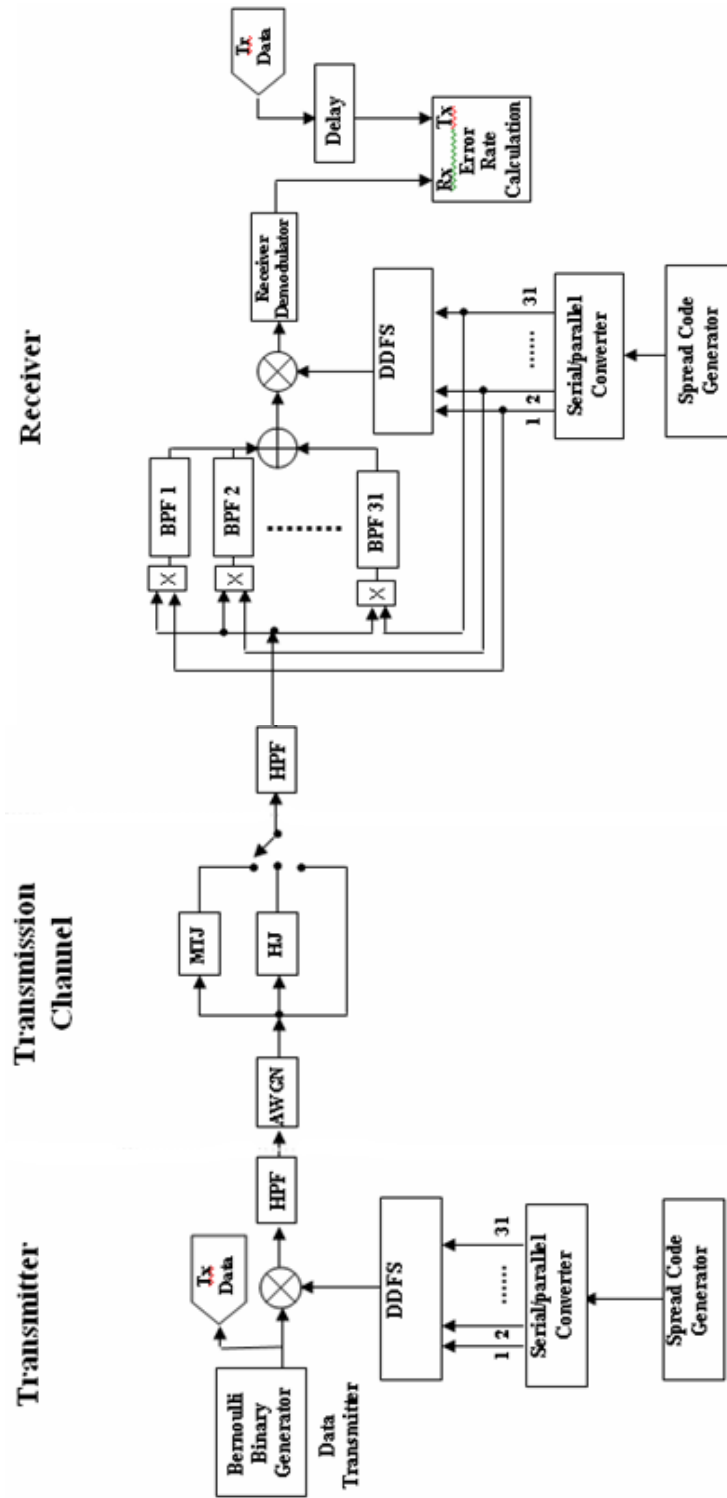 Transmitter
Transmission
Channel
Receiver
Bernoulli
Binary
Generator
Data
Transmitter
Tx
Data
HPF
DDFS
1 2 ...... 31
Serial/parallel
Converter
Spread Code
Generator
AWGN
MTJ
HJ
HPF
X
BPF 1
X
BPF 2
X
BPF 31
DDFS
1 2 ...... 31
Serial/parallel
Converter
Spread Code
Generator
Receiver
Demodulator
Tr
Data
Delay
Rx Tx
Error
Rate
Calculation